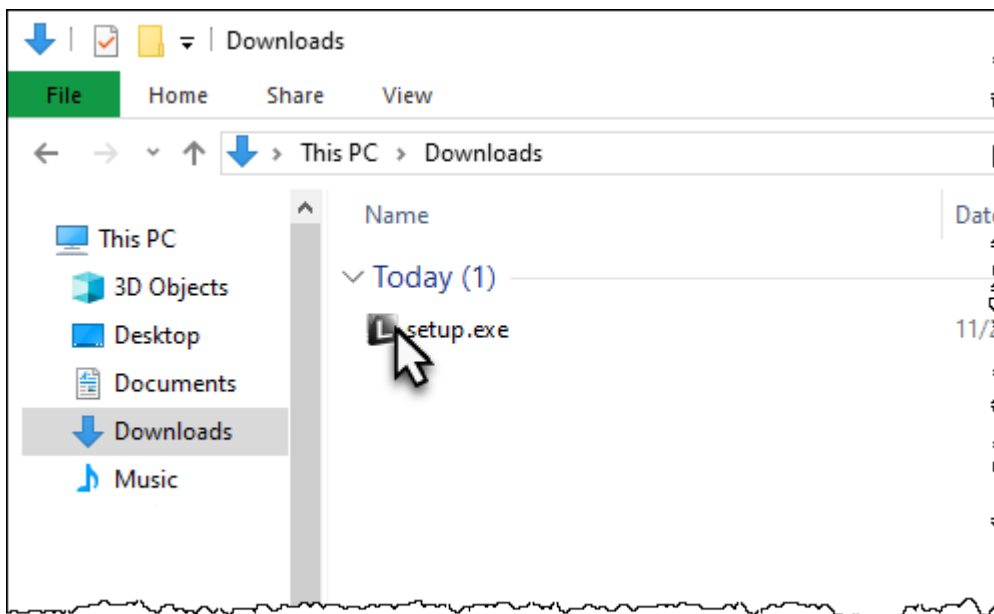 Downloads
File Home Share View
This PC > Downloads
Name
This PC
Today (1)
3D Objects
setup.exe
Desktop
Documents
Downloads
Music